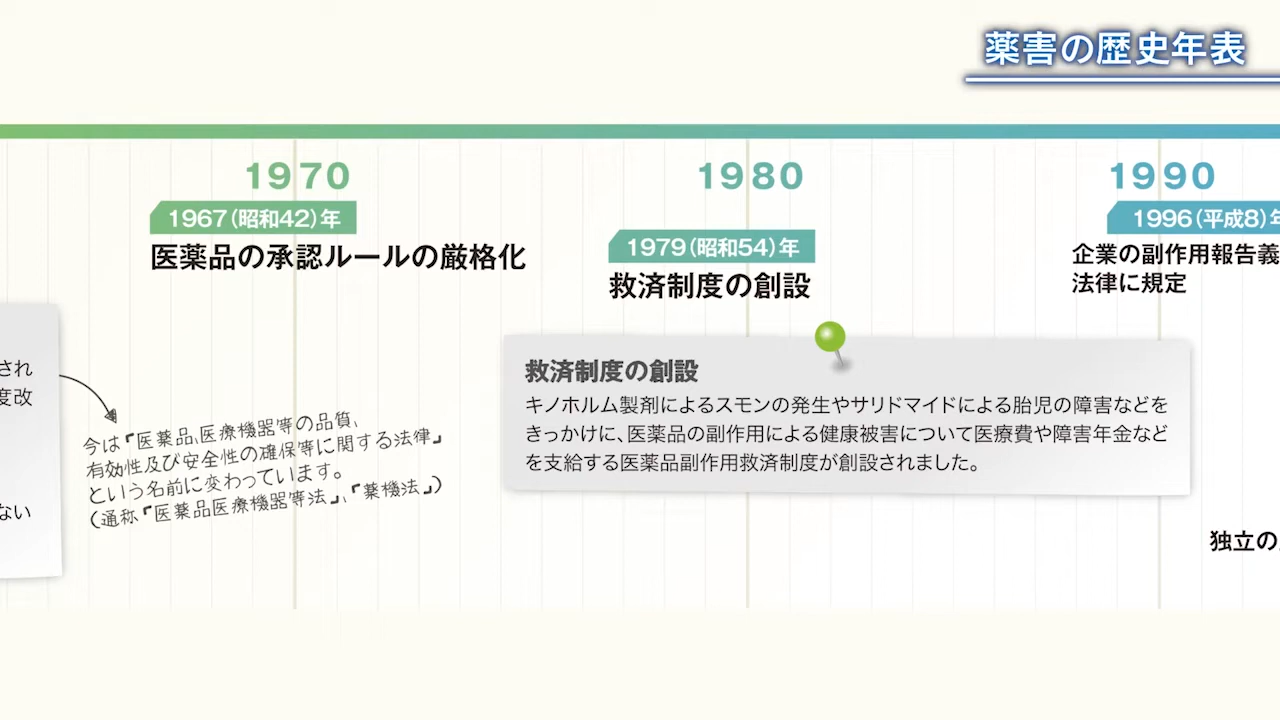 薬害の歴史年表
1970
1980
1990
1967(昭和42)年
医薬品の承認ルールの厳格化
1979(昭和54)年
救済制度の創設
1996(平成8)年
企業の副作用報告義
法律に規定
され
度改
ない
今は『医薬品、医療機器等の品質、
有効性及び安全性の確保等に関する法律』
という名前に変わっています。
(通称『医薬品医療機器等法』、『薬機法』)
救済制度の創設
キノホルム製剤によるスモンの発生やサリドマイドによる胎児の障害などを
きっかけに、医薬品の副作用による健康被害について医療費や障害年金など
を支給する医薬品副作用救済制度が創設されました。
独立の